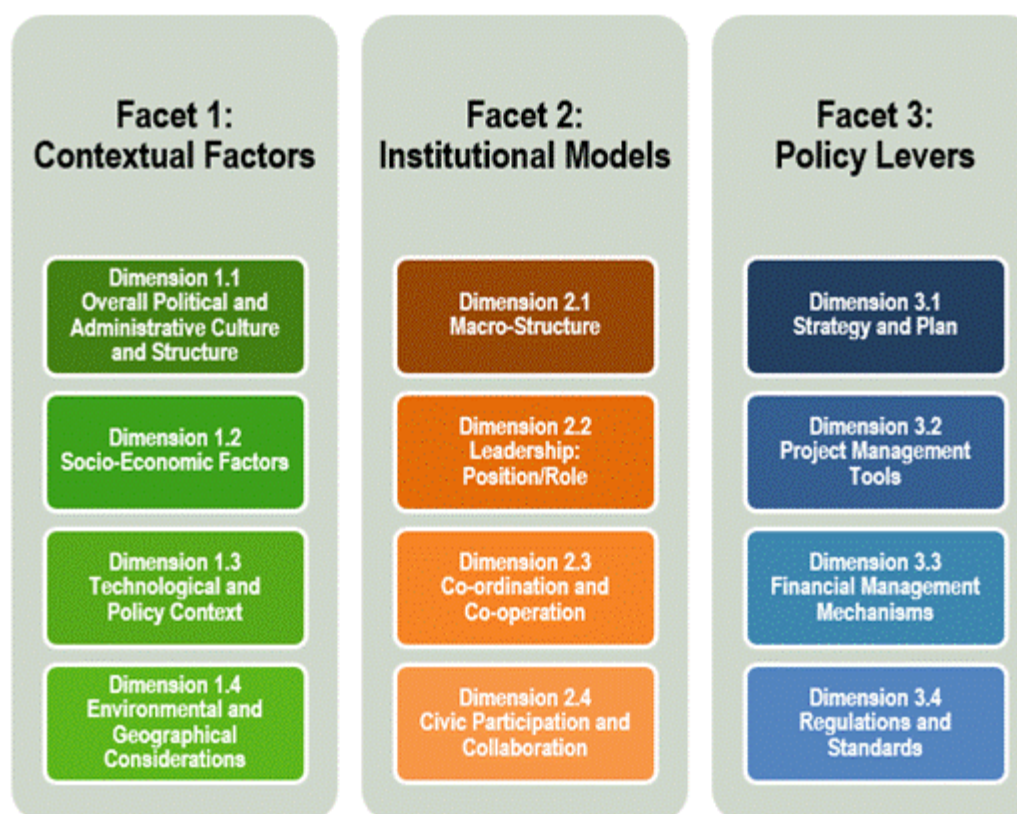 Facet 1:
Contextual Factors
Dimension 1.1
Overall Political and
Administrative Culture
and Structure
Dimension 1.2
Socio-Economic Factors
Dimension 1.3
Technological and
Policy Context
Dimension 1.4
Environmental and
Geographical
Considerations
Facet 2:
Institutional Models
Dimension 2.1
Macro-Structure
Dimension 2.2
Leadership:
Position/Role
Dimension 2.3
Co-ordination and
Co-operation
Dimension 2.4
Civic Participation and
Collaboration
Facet 3:
Policy Levers
Dimension 3.1
Strategy and Plan
Dimension 3.2
Project Management
Tools
Dimension 3.3
Financial Management
Mechanisms
Dimension 3.4
Regulations and
Standards